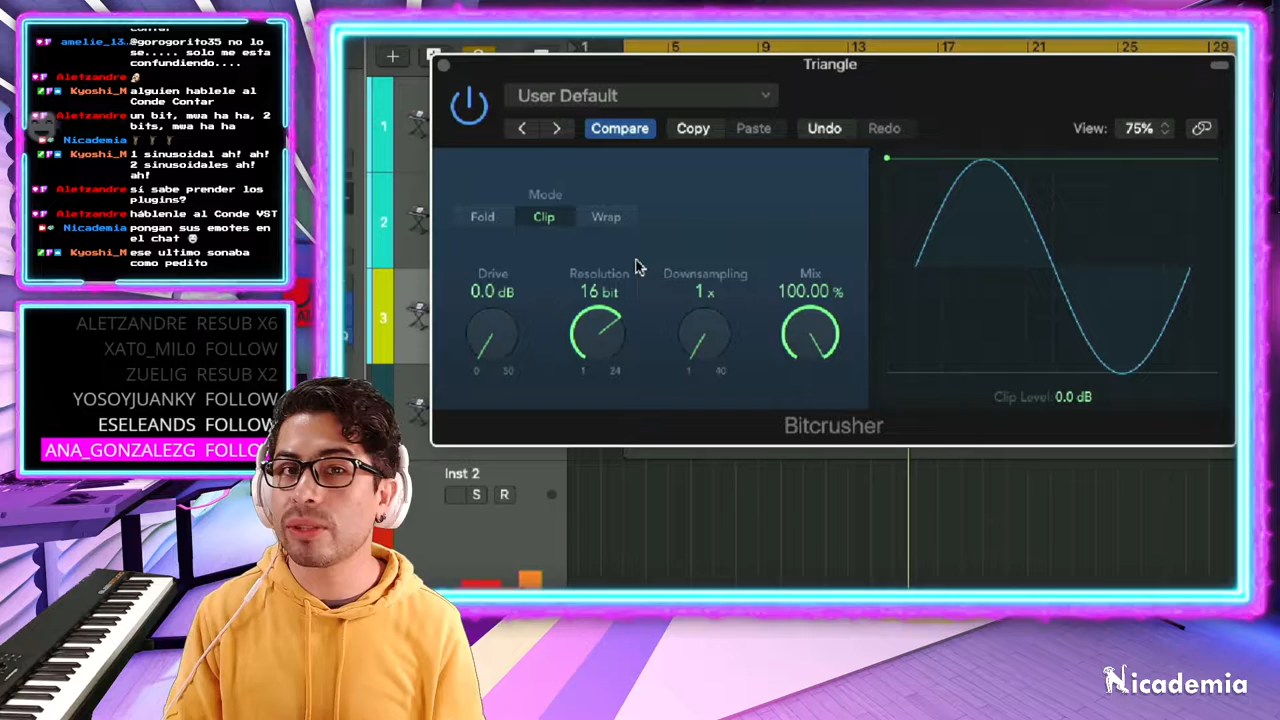 amelie_i3.. @gorogorito35 no lo
se..... solo me esta
confundiendo....
Aletzandre
Kyoshi_M alguien hablele al
Conde Contar
Aletzandre un bit, mwa ha ha, 2
bits, mwa ha ha
Nicademia
Kyoshi_M 1 sinusoidal ah! ah!
2 sinusoidales ah!
ah!
Aletzandre si sabe prender los
plugins?
Aletzandre háblenle al Conde VST
Nicademia pongan sus emotes en
el chat
Kyoshi_M ese ultimo sonaba
como pedito
ALETZANDRE RESUB X6
XAT0_MIL0 FOLLOW
ZUELIG RESUB X2
YOSOYJUANKY FOLLOW
ESELEANDS FOLLOW
ANA_GONZALEZG FOLLO
1 5 9 13 17 21 25 29
Triangle
User Default
Compare Copy Paste Undo Redo View: 75%
Mode
Fold Clip Wrap
Drive Resolution Downsampling Mix
0.0 dB 16 bit 1 x 100.00 %
0 50 1 24 1 40
Clip Level: 0.0 dB
Bitcrusher
1
2
3
Inst 2
S R
Nicademia